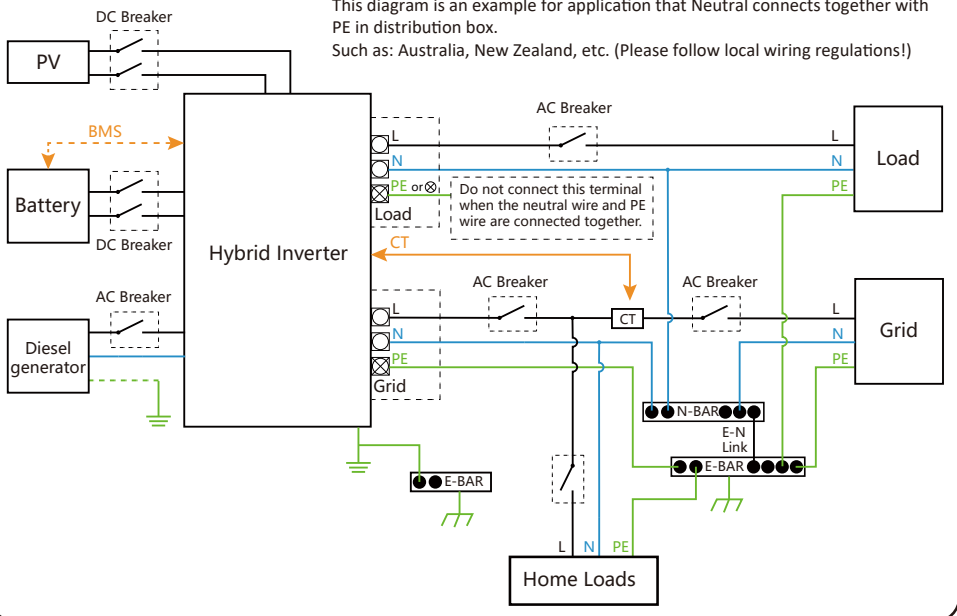 This diagram is an example for application that Neutral connects together with
PE in distribution box.
Such as: Australia, New Zealand, etc. (Please follow local wiring regulations!)
DC Breaker
PV
AC Breaker
BMS
L
L
N
N
Load
PE or⊗
PE
Do not connect this terminal
when the neutral wire and PE
wire are connected together.
Load
Battery
DC Breaker
Hybrid Inverter
CT
AC Breaker
AC Breaker
AC Breaker
L
CT
L
N
N
Grid
PE
PE
Grid
Diesel
generator
N-BAR
E-N
Link
E-BAR
E-BAR
L
N
PE
Home Loads